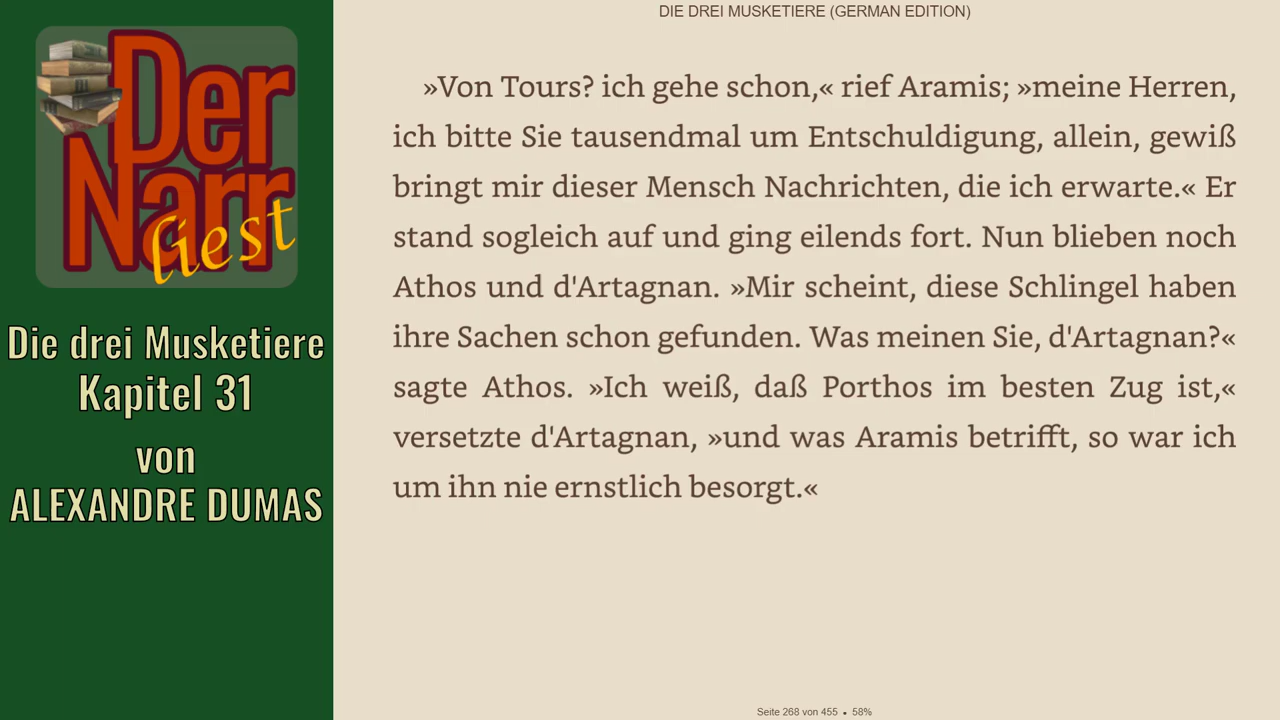 Der
Narr
liest
Die drei Musketiere
Kapitel 31
von
ALEXANDRE DUMAS
DIE DREI MUSKETIERE (GERMAN EDITION)
»Von Tours? ich gehe schon,« rief Aramis; »meine Herren,
ich bitte Sie tausendmal um Entschuldigung, allein, gewiß
bringt mir dieser Mensch Nachrichten, die ich erwarte.« Er
stand sogleich auf und ging eilends fort. Nun blieben noch
Athos und d'Artagnan. »Mir scheint, diese Schlingel haben
ihre Sachen schon gefunden. Was meinen Sie, d'Artagnan?«
sagte Athos. »Ich weiß, daß Porthos im besten Zug ist,«
versetzte d'Artagnan, »und was Aramis betrifft, so war ich
um ihn nie ernstlich besorgt.«
Seite 268 von 455 • 58%